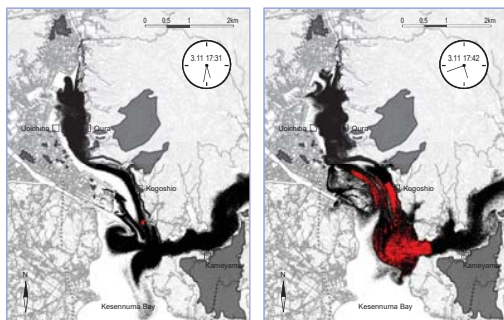 0 0.5 1 2km
3.11 17:31
Uoichiba
Oura
Kogoshio
Kameyama
N
Kesennuma Bay
0 0.5 1 2km
3.11 17:42
Uoichiba
Oura
Kogoshio
Kameyama
N
Kesennuma Bay